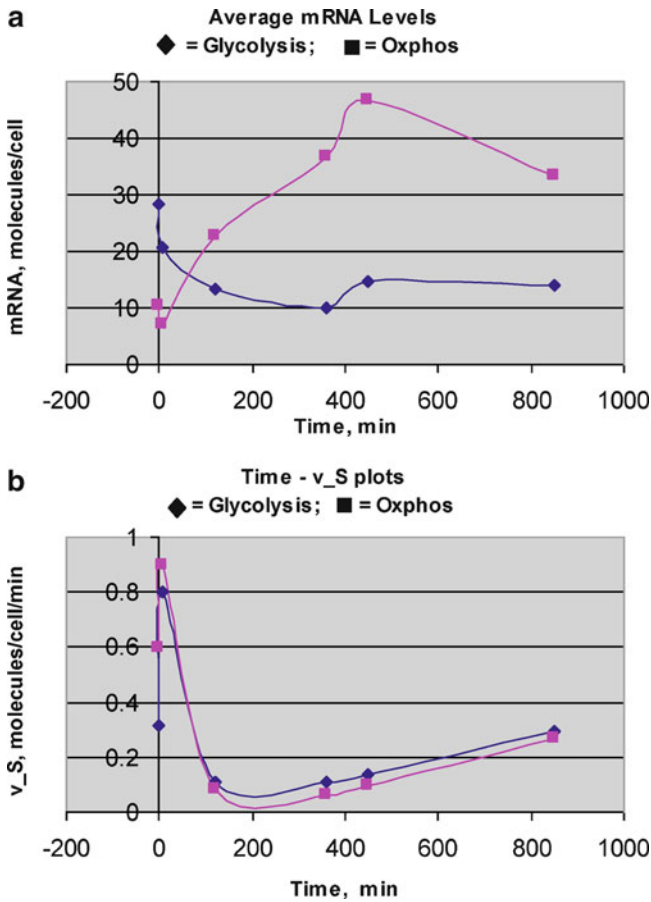 a
Average mRNA Levels
◆ = Glycolysis; ■ = Oxphos
mRNA, molecules/cell
50
40
30
20
10
0
-200 0 200 400 600 800 1000
Time, min
b
Time - v_S plots
◆ = Glycolysis; ■ = Oxphos
v_S, molecules/cell/min
1
0.8
0.6
0.4
0.2
0
-200 0 200 400 600 800 1000
Time, min